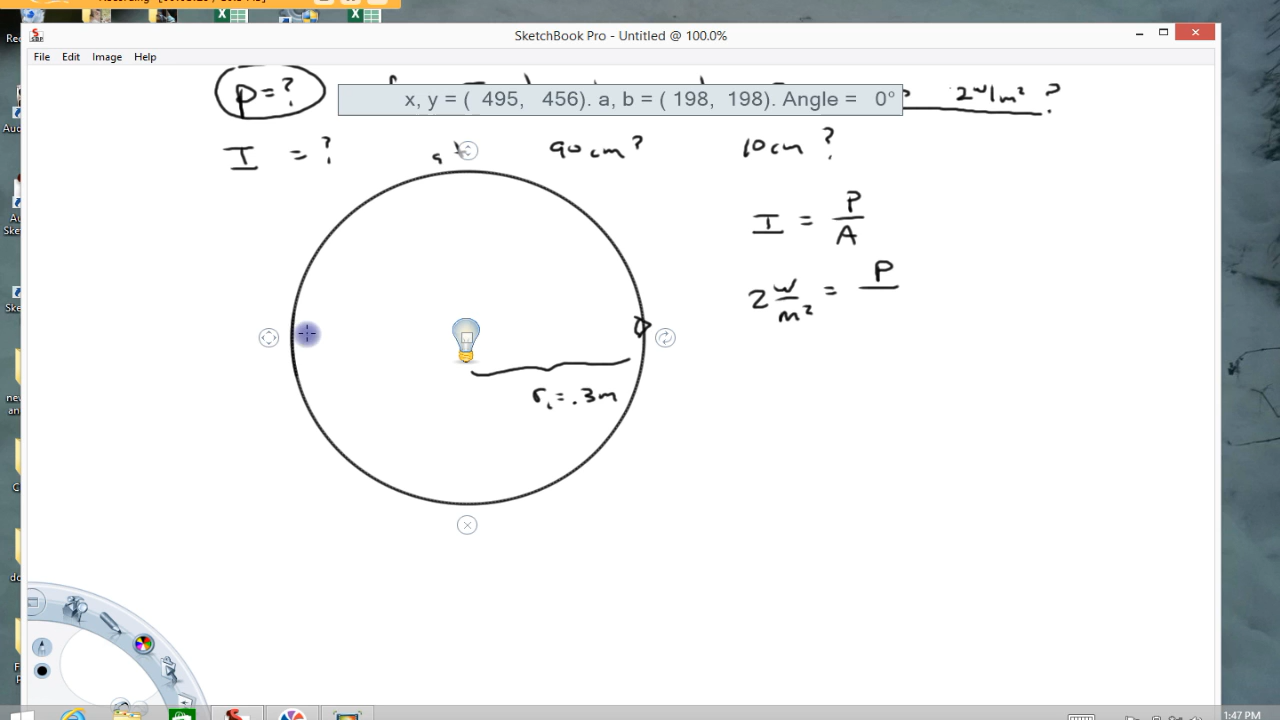 SketchBook Pro - Untitled @ 100.0%
File Edit Image Help
P = ?
x, y = ( 495, 456). a, b = ( 198, 198). Angle = 0°
2 W/m² ?
I = ?
90 cm ?
10 cm ?
I = P / A
2 W/m² = P
r₁ = .3 m
1:47 PM